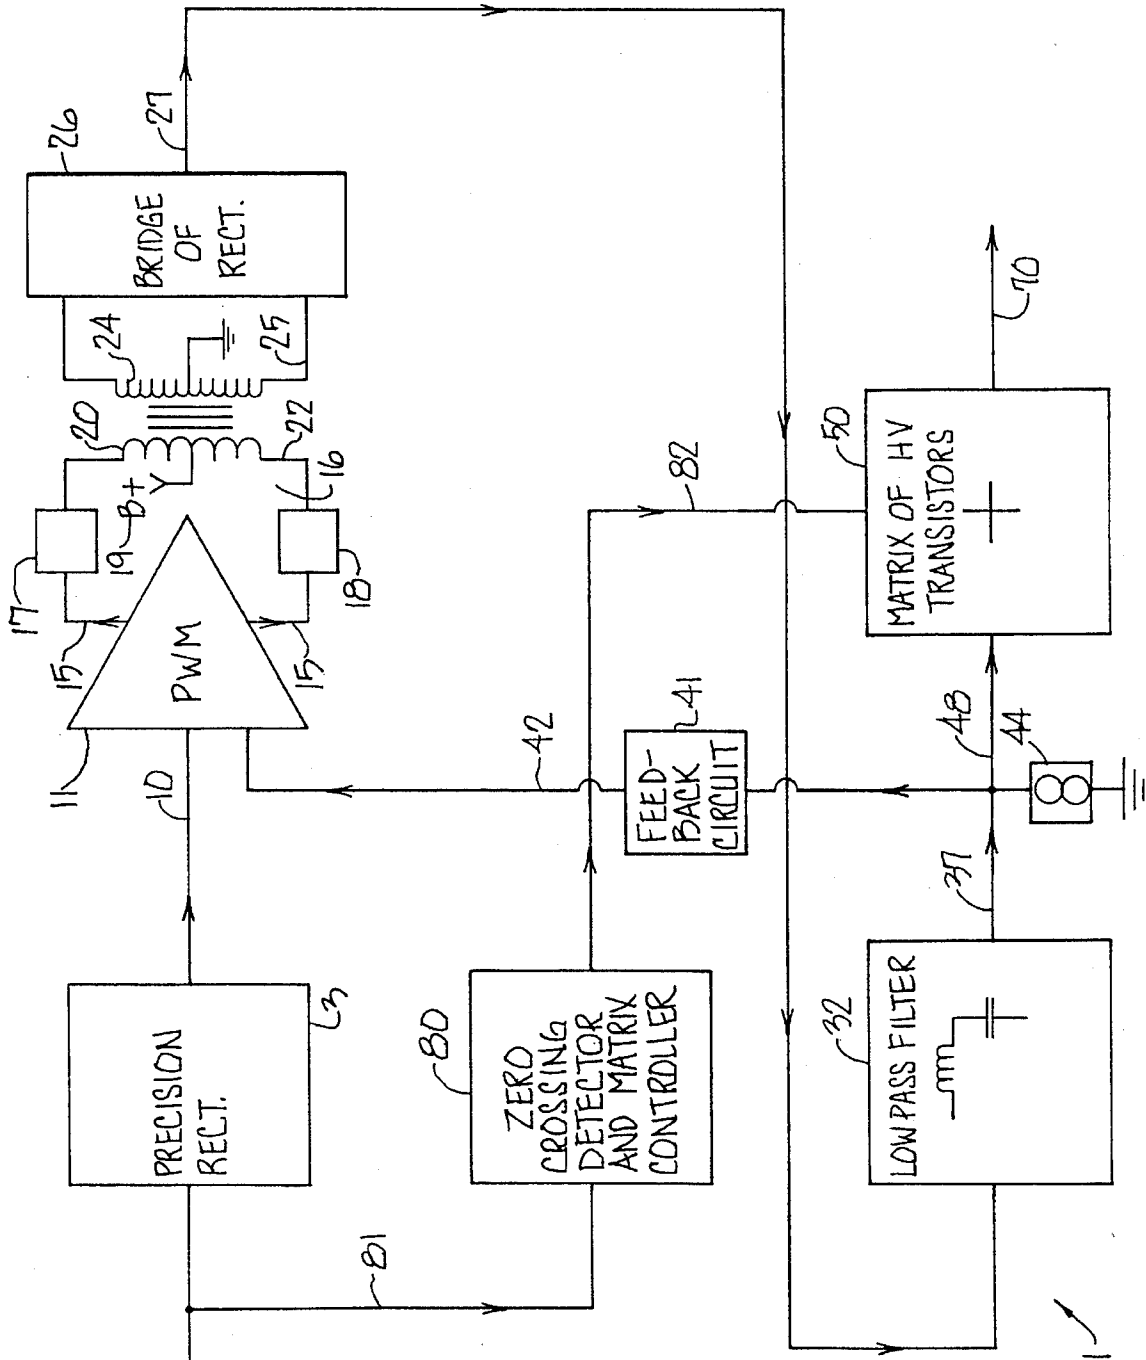 PRECISION
RECT.
3
10
11
PWM
15
15
17
18
19
B+
16
20
22
24
25
BRIDGE
OF
RECT.
26
27
81
ZERO
CROSSING
DETECTOR
AND MATRIX
CONTROLLER
80
82
42
FEED-
BACK
CIRCUIT
41
LOW PASS FILTER
32
37
48
44
MATRIX OF HV
TRANSISTORS
50
70
1